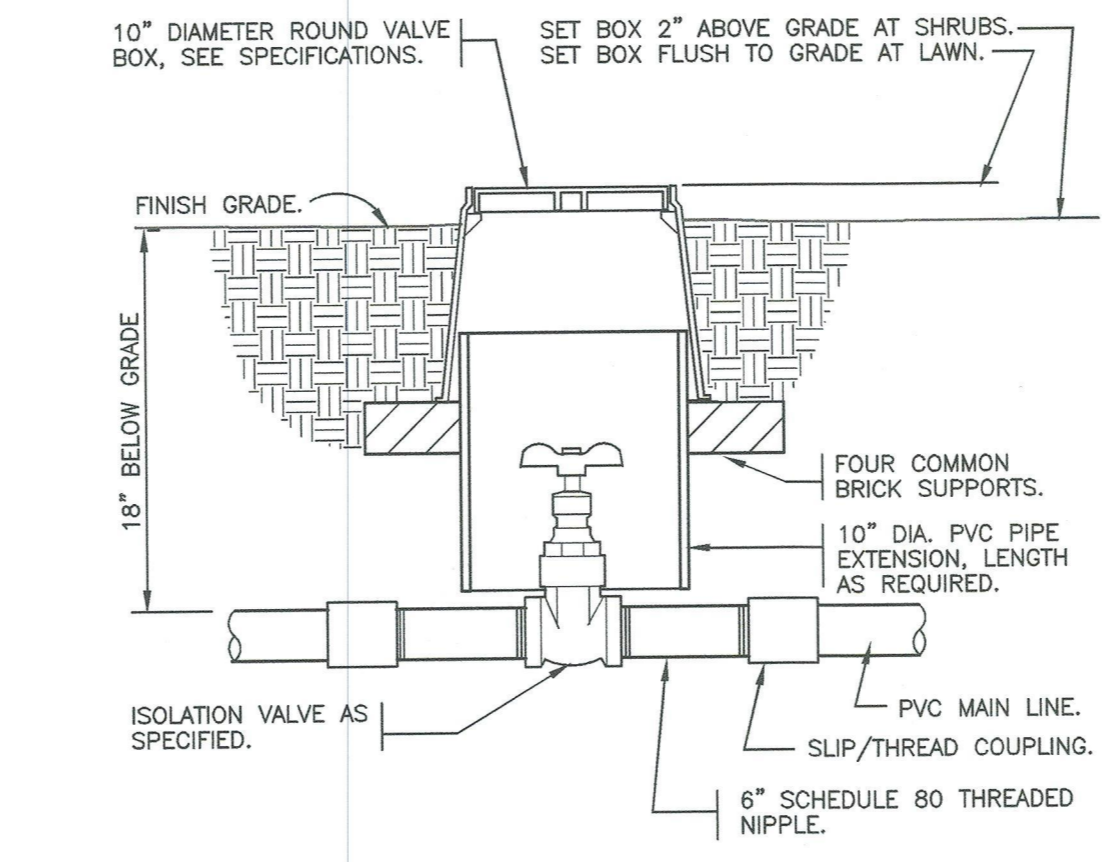 10" DIAMETER ROUND VALVE
BOX, SEE SPECIFICATIONS.
SET BOX 2" ABOVE GRADE AT SHRUBS.
SET BOX FLUSH TO GRADE AT LAWN.
FINISH GRADE.
18" BELOW GRADE
FOUR COMMON
BRICK SUPPORTS.
10" DIA. PVC PIPE
EXTENSION, LENGTH
AS REQUIRED.
ISOLATION VALVE AS
SPECIFIED.
PVC MAIN LINE.
SLIP/THREAD COUPLING.
6" SCHEDULE 80 THREADED
NIPPLE.